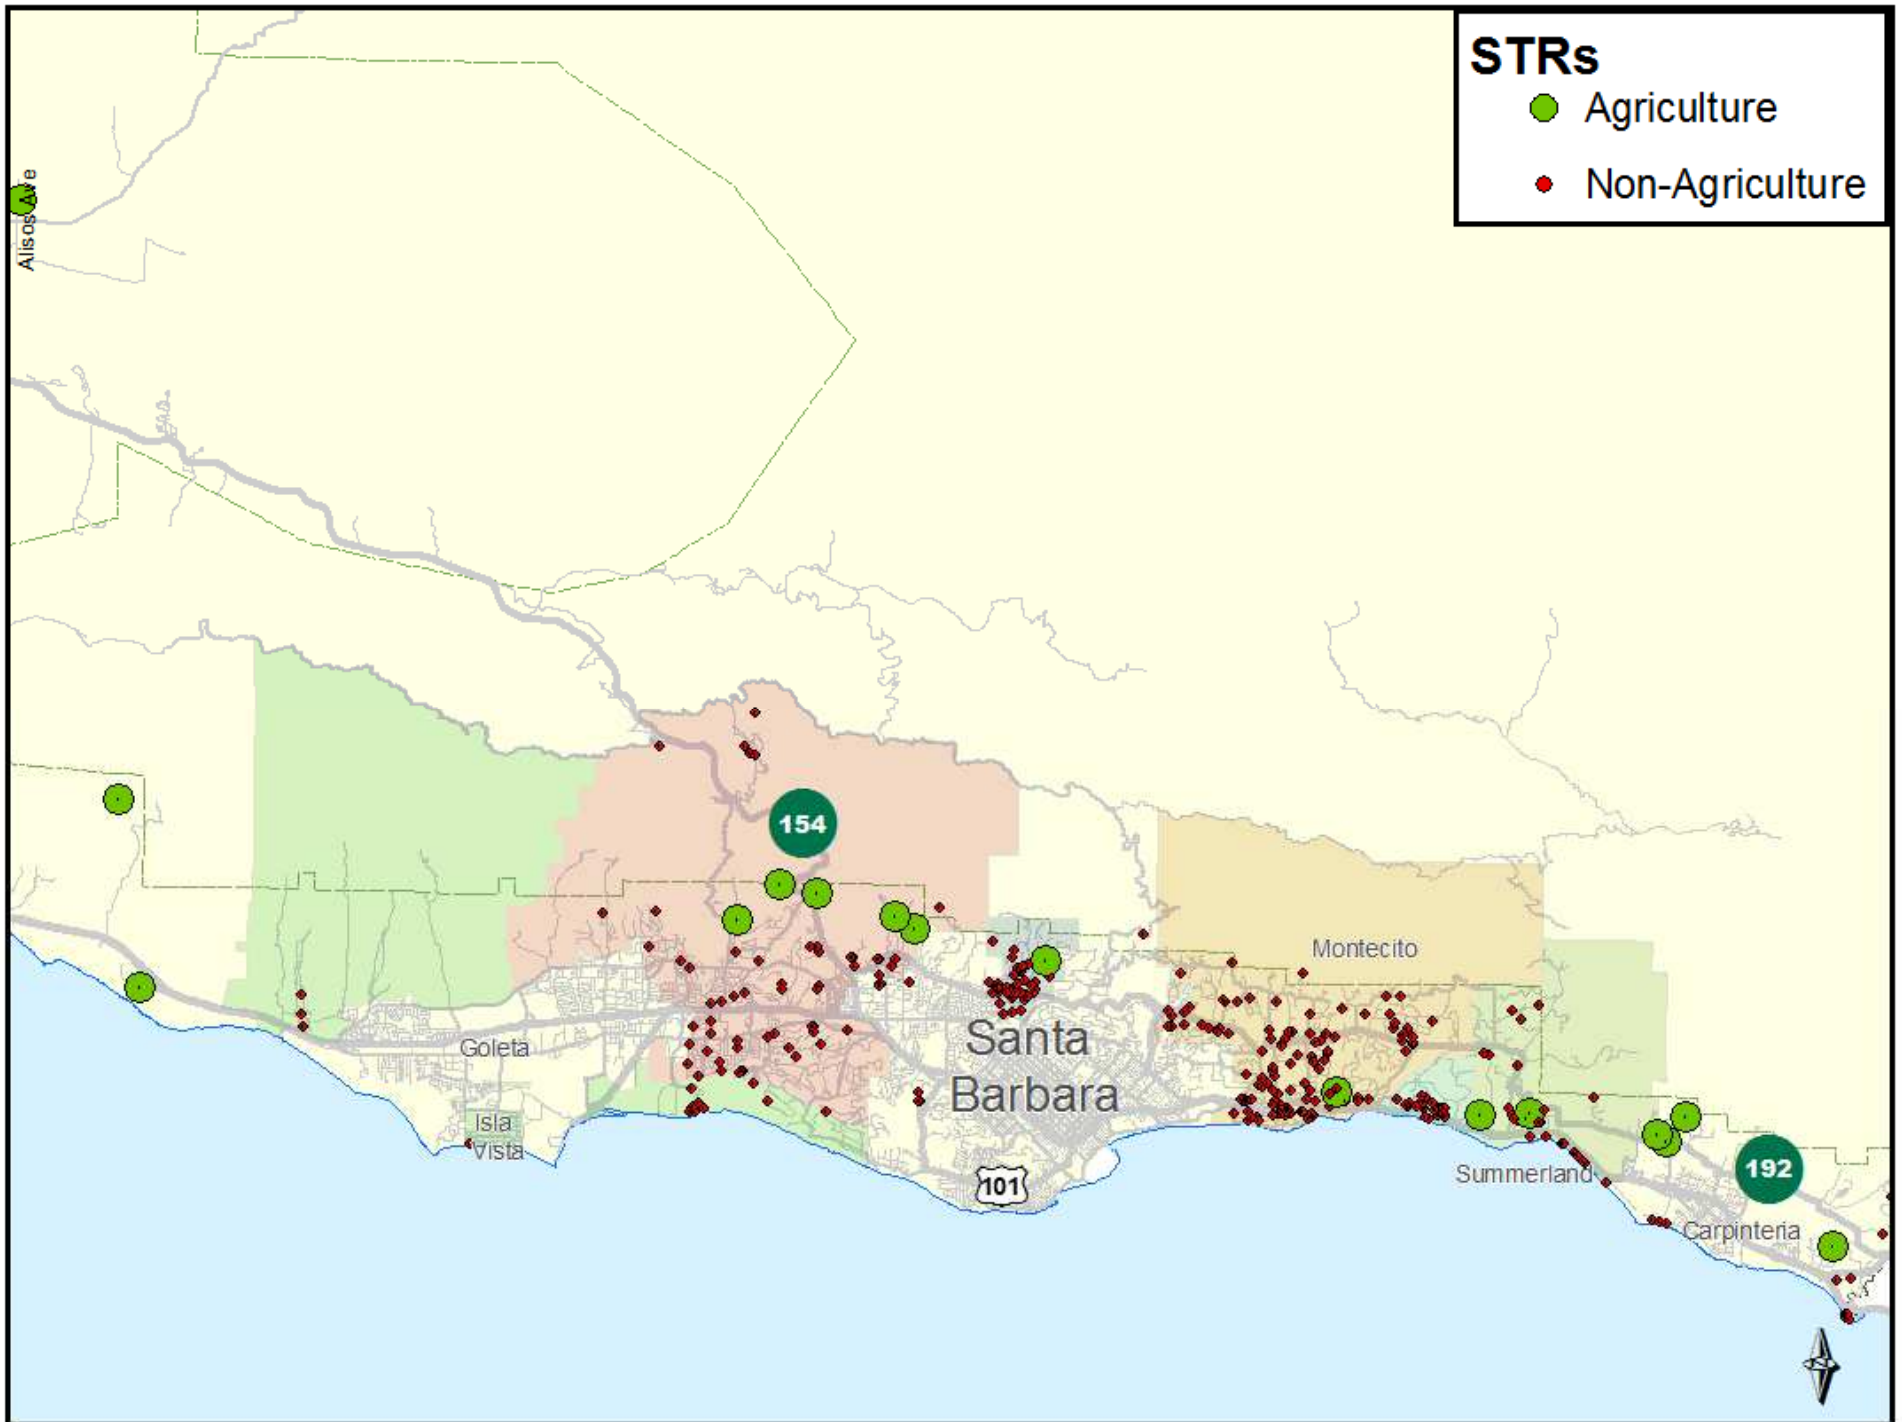 STRs
Agriculture
Non-Agriculture
Alisos Ave
154
Montecito
Santa
Barbara
Goleta
Isla
Vista
101
Summerland
192
Carpinteria
N